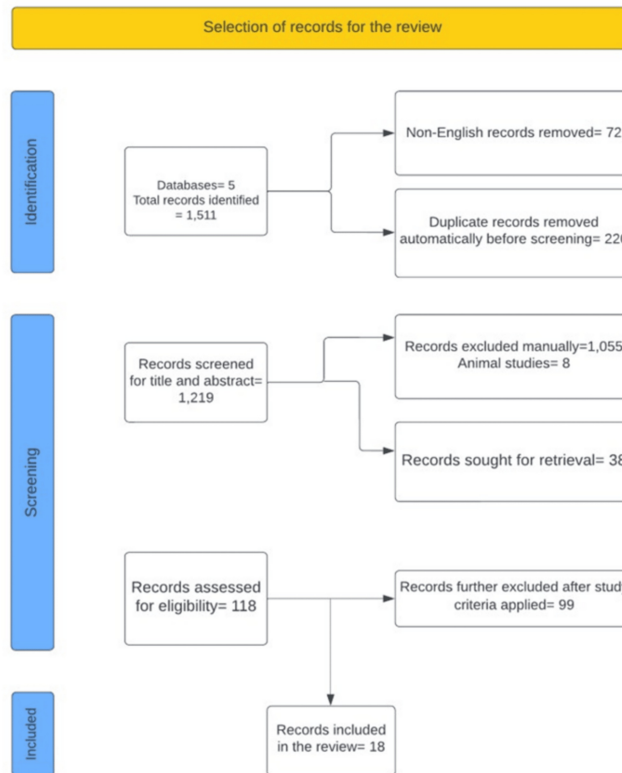 Selection of records for the review
Identification
Databases= 5
Total records identified
= 1,511
Non-English records removed= 72
Duplicate records removed
automatically before screening=
Screening
Records screened
for title and abstract=
1,219
Records excluded manually=1,055
Animal studies= 8
Records sought for retrieval= 38
Records assessed
for eligibility= 118
Records further excluded after study
criteria applied= 99
Included
Records included
in the review= 18